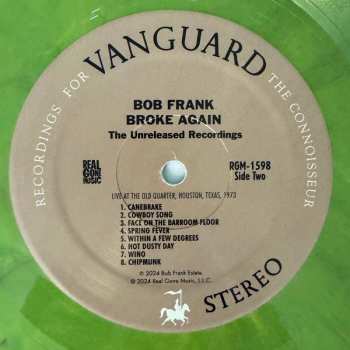 RECORDINGS FOR VANGUARD THE CONNOISSEUR
BOB FRANK
BROKE AGAIN
The Unreleased Recordings
REAL
GONE
MUSIC
RGM-1598
Side Two
LIVE AT THE OLD QUARTER, HOUSTON, TEXAS, 1973
1. CANEBRAKE
2. COWBOY SONG
3. FACE ON THE BARROOM FLOOR
4. SPRING FEVER
5. WITHIN A FEW DEGREES
6. HOT DUSTY DAY
7. WINO
8. CHIPMUNK
℗ 2024 Bob Frank Estate.
© 2024 Real Gone Music, LLC.
STEREO